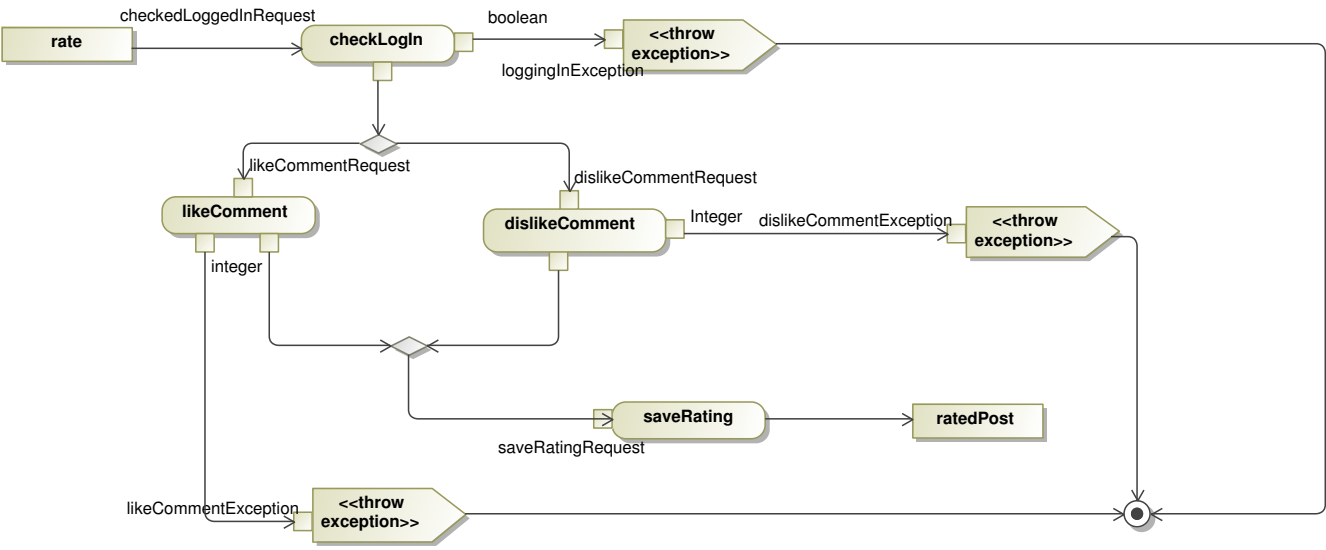 checkedLoggedInRequest
boolean
rate
checkLogIn
<<throw
exception>>
loggingInException
likeCommentRequest
dislikeCommentRequest
likeComment
dislikeComment
Integer
dislikeCommentException
<<throw
exception>>
integer
saveRating
ratedPost
saveRatingRequest
likeCommentException
<<throw
exception>>